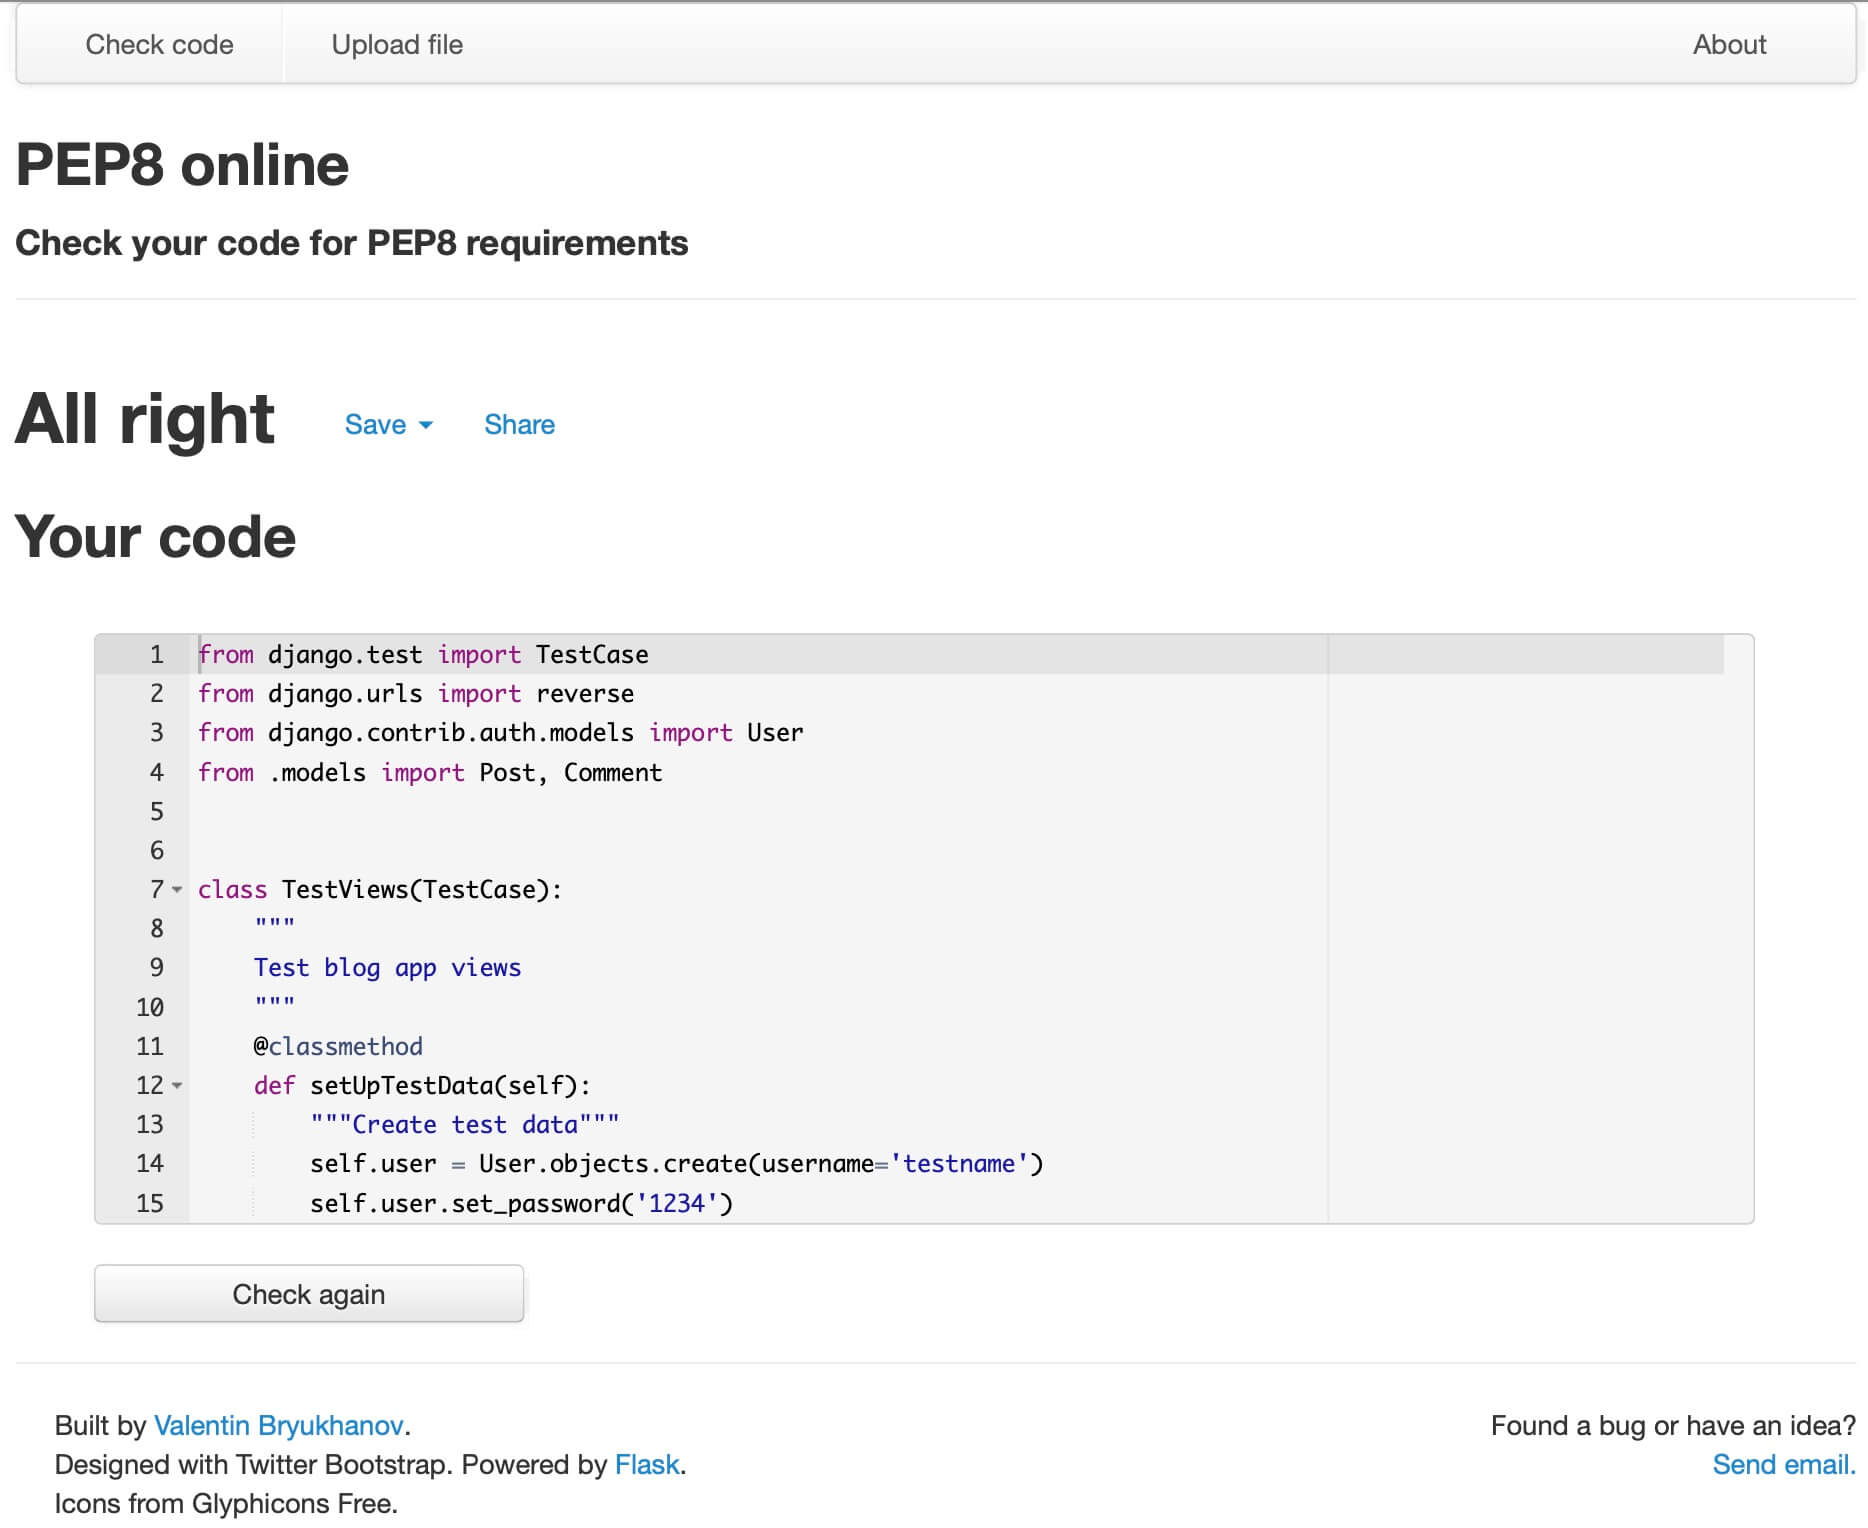 Check code
Upload file
About
PEP8 online
Check your code for PEP8 requirements
All right
Save
Share
Your code
1 from django.test import TestCase
2 from django.urls import reverse
3 from django.contrib.auth.models import User
4 from .models import Post, Comment
5
6
7 class TestViews(TestCase):
8     """
9     Test blog app views
10     """
11     @classmethod
12     def setUpTestData(self):
13         """Create test data"""
14         self.user = User.objects.create(username='testname')
15         self.user.set_password('1234')
Check again
Built by Valentin Bryukhanov.
Designed with Twitter Bootstrap. Powered by Flask.
Icons from Glyphicons Free.
Found a bug or have an idea?
Send email.